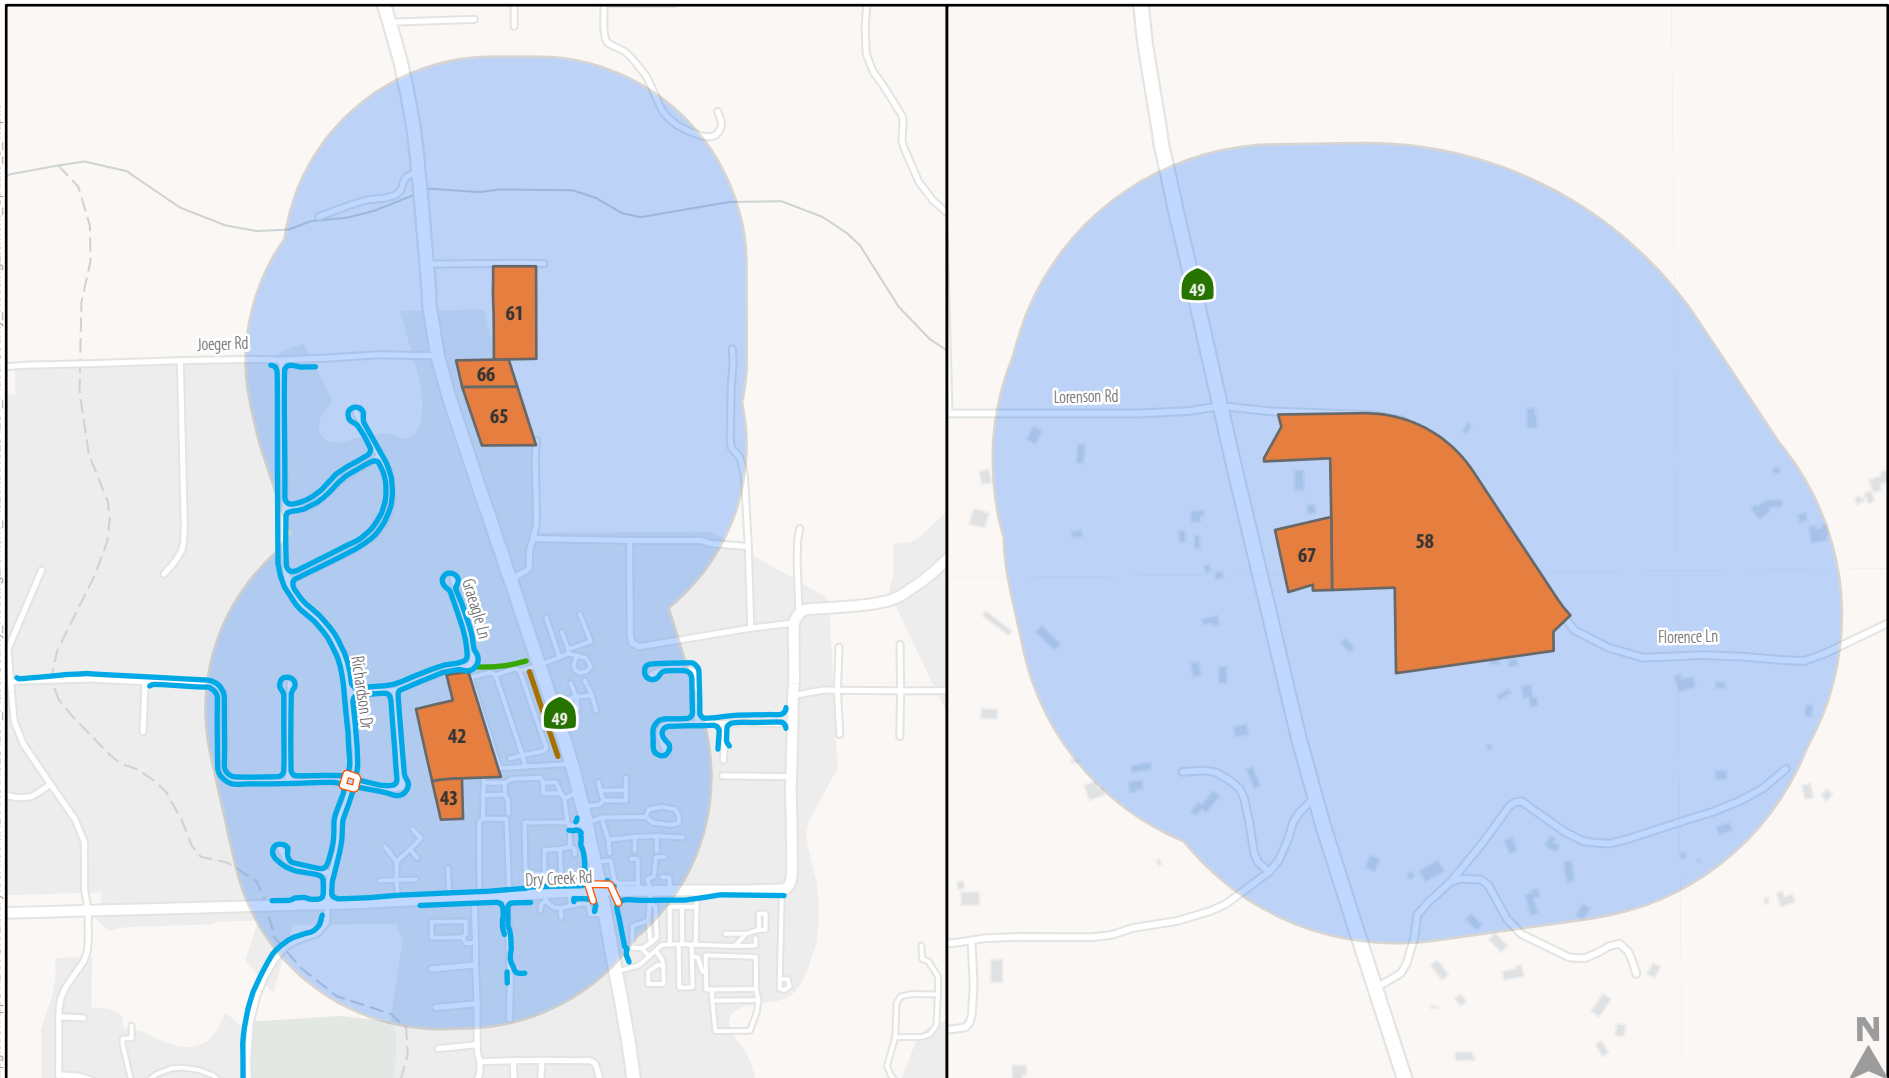 61
Joeger Rd
66
65
Graeagle Ln
Richardson Dr
49
42
43
Dry Creek Rd
49
Lorenson Rd
58
67
Florence Ln
N